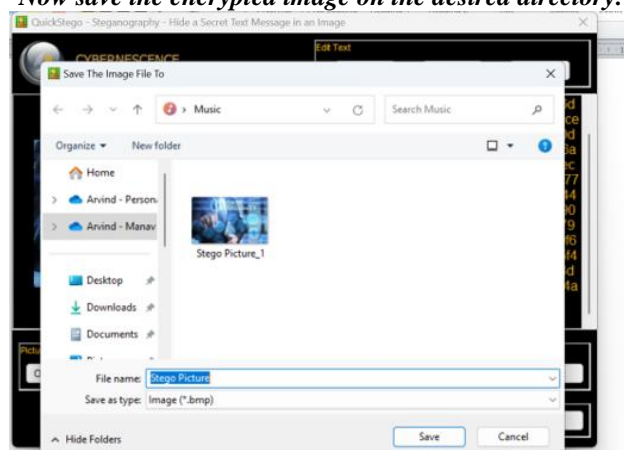 Now save the encrypted image on the desired directory.
QuickStego - Steganography - Hide a Secret Text Message in an Image
CYBERNESCENCE
Edit Text
Save The Image File To
Music
Search Music
Organize
New folder
Home
Arvind - Person
Arvind - Manav
Stego Picture_1
Desktop
Downloads
Documents
File name: Stego Picture
Save as type: Image (*.bmp)
Hide Folders
Save
Cancel